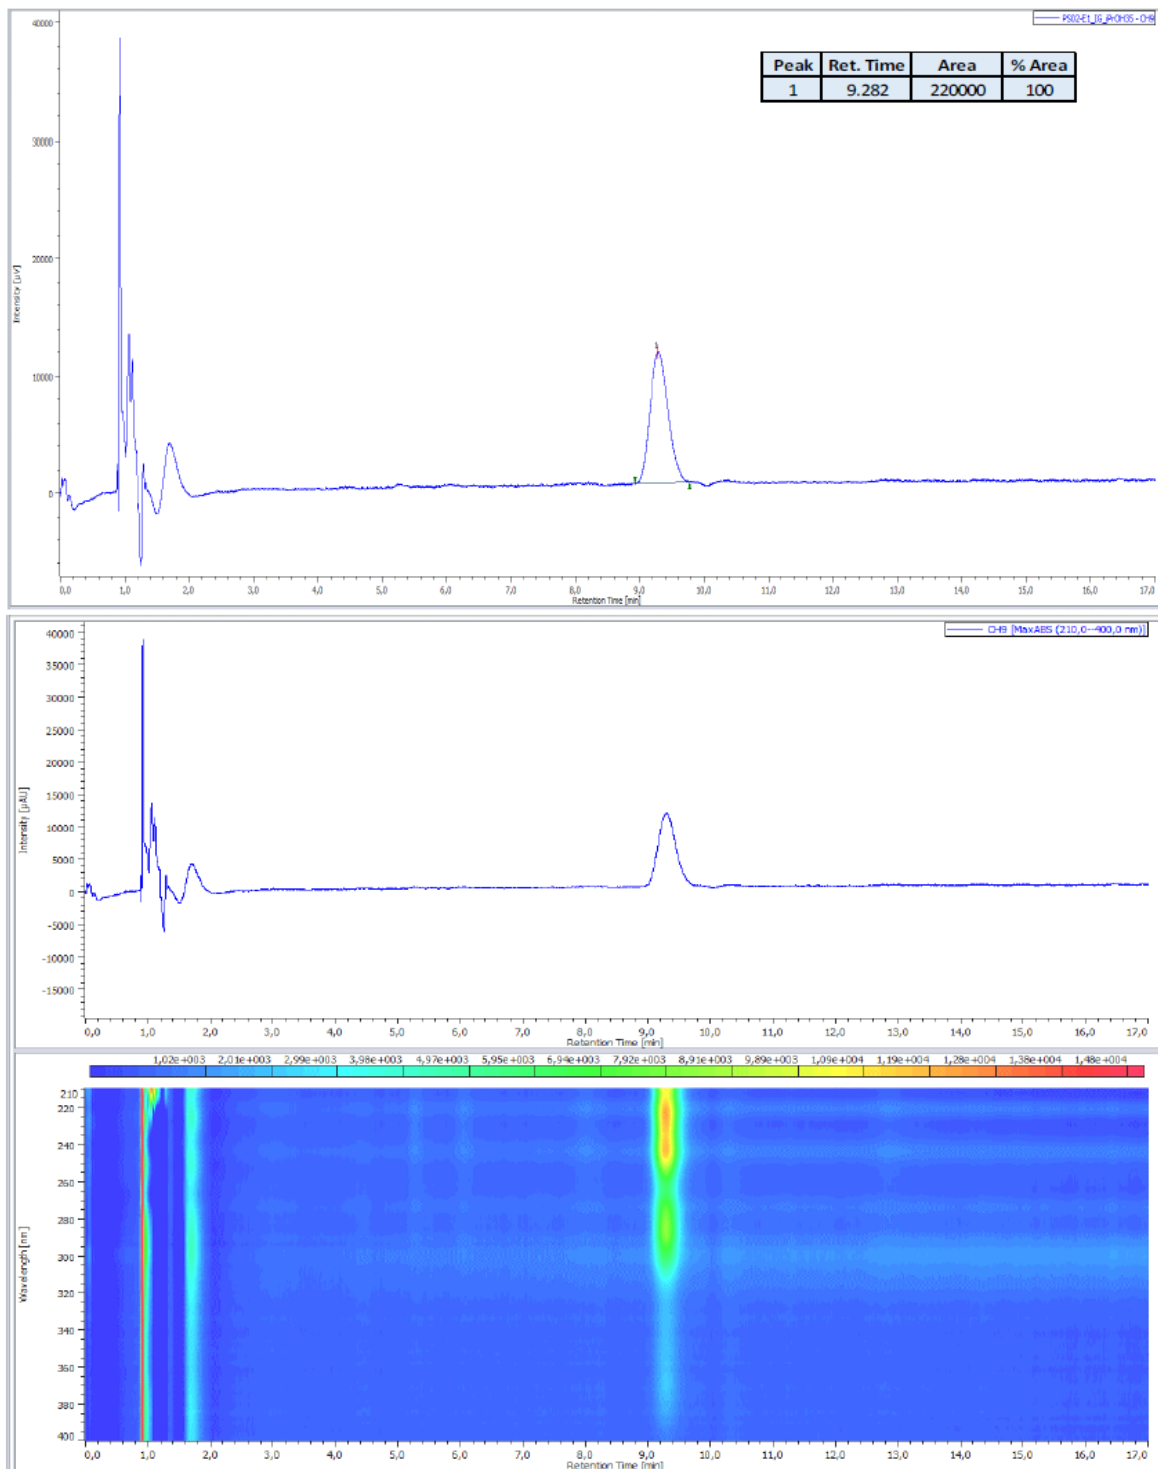 40000
PS02-E1_IG_iPrOH35 - CH9
Peak Ret. Time Area % Area
1 9.282 220000 100
30000
20000
Intensity [µV]
10000
1
0
0,0 1,0 2,0 3,0 4,0 5,0 6,0 7,0 8,0 9,0 10,0 11,0 12,0 13,0 14,0 15,0 16,0 17,0
Retention Time [min]
CH9 [MaxABS (210,0--400,0 nm)]
40000
35000
30000
25000
20000
15000
10000
5000
0
-5000
-10000
-15000
Intensity [µAU]
0,0 1,0 2,0 3,0 4,0 5,0 6,0 7,0 8,0 9,0 10,0 11,0 12,0 13,0 14,0 15,0 16,0 17,0
Retention Time [min]
1,02e+003 2,01e+003 2,99e+003 3,98e+003 4,97e+003 5,95e+003 6,94e+003 7,92e+003 8,91e+003 9,89e+003 1,09e+004 1,19e+004 1,28e+004 1,38e+004 1,48e+004
210
220
240
260
280
300
320
340
360
380
400
Wavelength [nm]
0,0 1,0 2,0 3,0 4,0 5,0 6,0 7,0 8,0 9,0 10,0 11,0 12,0 13,0 14,0 15,0 16,0 17,0
Retention Time [min]